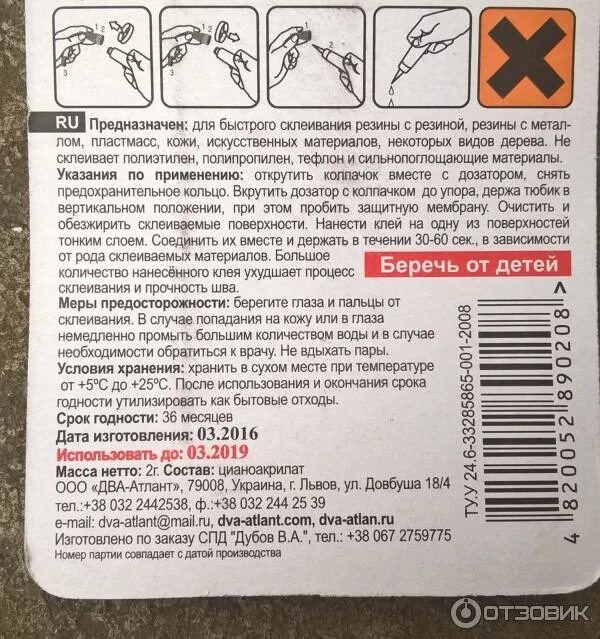 1 2
3
1 2
3
1 2
RU Предназначен: для быстрого склеивания резины с резиной, резины с метал-
лом, пластмасс, кожи, искусственных материалов, некоторых видов дерева. Не
склеивает полиэтилен, полипропилен, тефлон и сильнопоглощающие материалы.
Указания по применению: открутить колпачок вместе с дозатором, снять
предохранительное кольцо. Вкрутить дозатор с колпачком до упора, держа тюбик в
вертикальном положении, при этом пробить защитную мембрану. Очистить и
обезжирить склеиваемые поверхности. Нанести клей на одну из поверхностей
тонким слоем. Соединить их вместе и держать в течении 30-60 сек., в зависимости
от рода склеиваемых материалов. Большое
количество нанесённого клея ухудшает процесс
склеивания и прочность шва.
Беречь от детей
Меры предосторожности: берегите глаза и пальцы от
склеивания. В случае попадания на кожу или в глаза
немедленно промыть большим количеством воды и в случае
необходимости обратиться к врачу. Не вдыхать пары.
Условия хранения: хранить в сухом месте при температуре
от +5ºС до +25ºС. После использования и окончания срока
годности утилизировать как бытовые отходы.
Срок годности: 36 месяцев
Дата изготовления: 03.2016
Использовать до: 03.2019
Масса нетто: 2г. Состав: цианоакрилат
ООО «ДВА-Атлант», 79008, Украина, г. Львов, ул. Довбуша 18/4
тел.:+38 032 2442538, ф.:+38 032 244 25 39
e-mail: dva-atlant@mail.ru, dva-atlant.com, dva-atlan.ru
Изготовлено по заказу СПД "Дубов В.А.", тел.: +38 067 2759775
Номер партии совпадает с датой производства
ТУ.У 24.6-33285865-001-2008
4 820052 890208 >
ОТЗОВИК